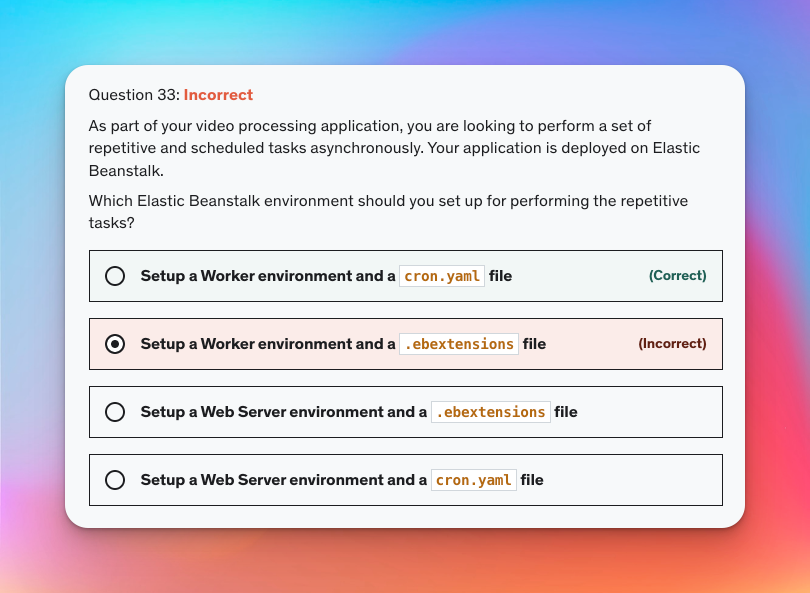 Question 33: Incorrect
As part of your video processing application, you are looking to perform a set of
repetitive and scheduled tasks asynchronously. Your application is deployed on Elastic
Beanstalk.
Which Elastic Beanstalk environment should you set up for performing the repetitive
tasks?
Setup a Worker environment and a cron.yaml file (Correct)
Setup a Worker environment and a .ebextensions file (Incorrect)
Setup a Web Server environment and a .ebextensions file
Setup a Web Server environment and a cron.yaml file